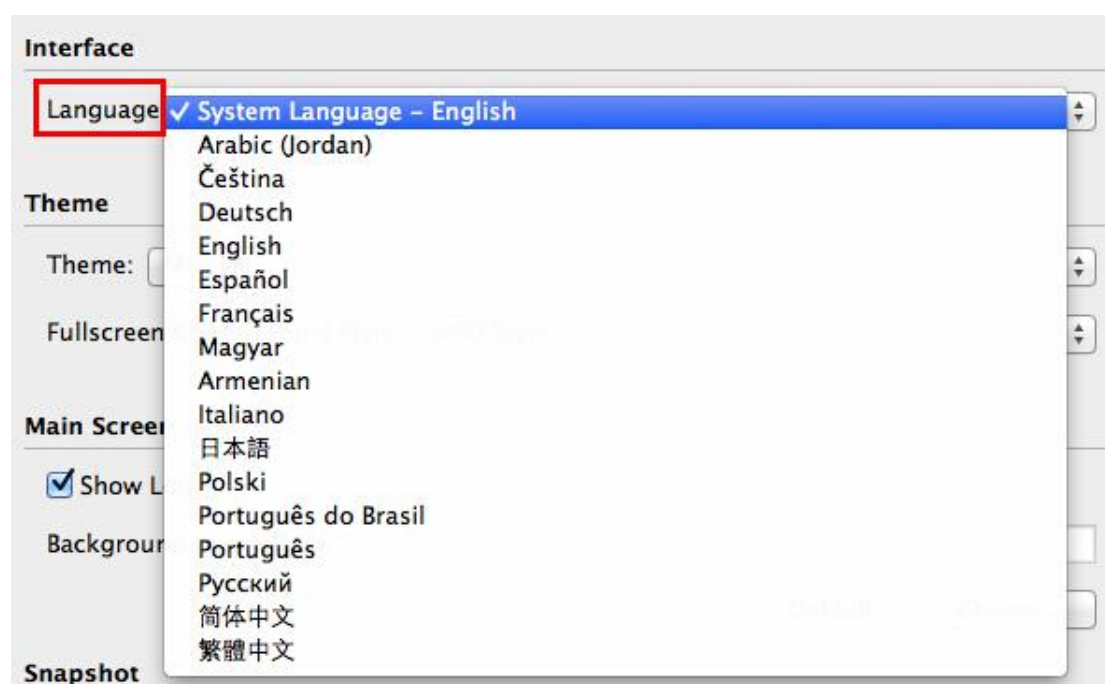 Interface
Language ✓ System Language – English
Arabic (Jordan)
Čeština
Theme
Deutsch
English
Theme:
Español
Français
Fullscreen
Magyar
Armenian
Italiano
Main Screen
日本語
Show L
Polski
Português do Brasil
Backgroun
Português
Русский
简体中文
繁體中文
Snapshot